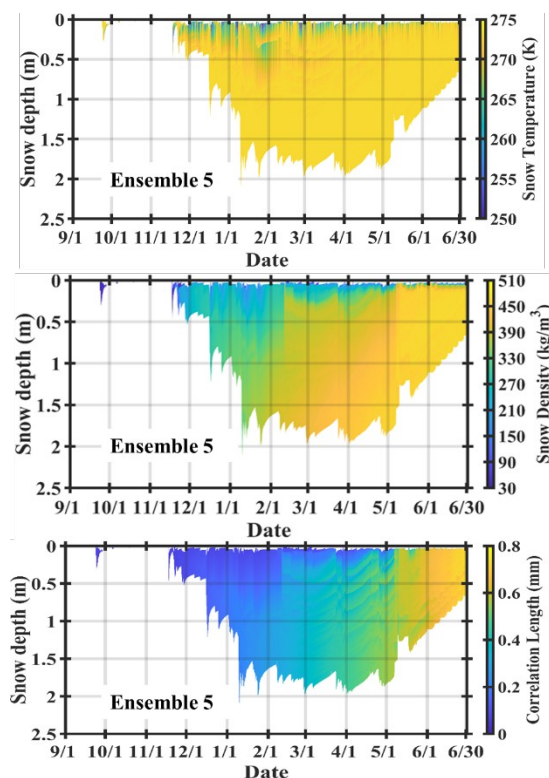 0
0.5
1
1.5
2
2.5
Snow depth (m)
Ensemble 5
9/1 10/1 11/1 12/1 1/1 2/1 3/1 4/1 5/1 6/1 6/30
Date
275
270
265
260
255
250
Snow Temperature (K)
0
0.5
1
1.5
2
2.5
Snow depth (m)
Ensemble 5
9/1 10/1 11/1 12/1 1/1 2/1 3/1 4/1 5/1 6/1 6/30
Date
510
450
390
330
270
210
150
90
30
Snow Density (kg/m³)
0
0.5
1
1.5
2
2.5
Snow depth (m)
Ensemble 5
9/1 10/1 11/1 12/1 1/1 2/1 3/1 4/1 5/1 6/1 6/30
Date
0.8
0.6
0.4
0.2
0
Correlation Length (mm)